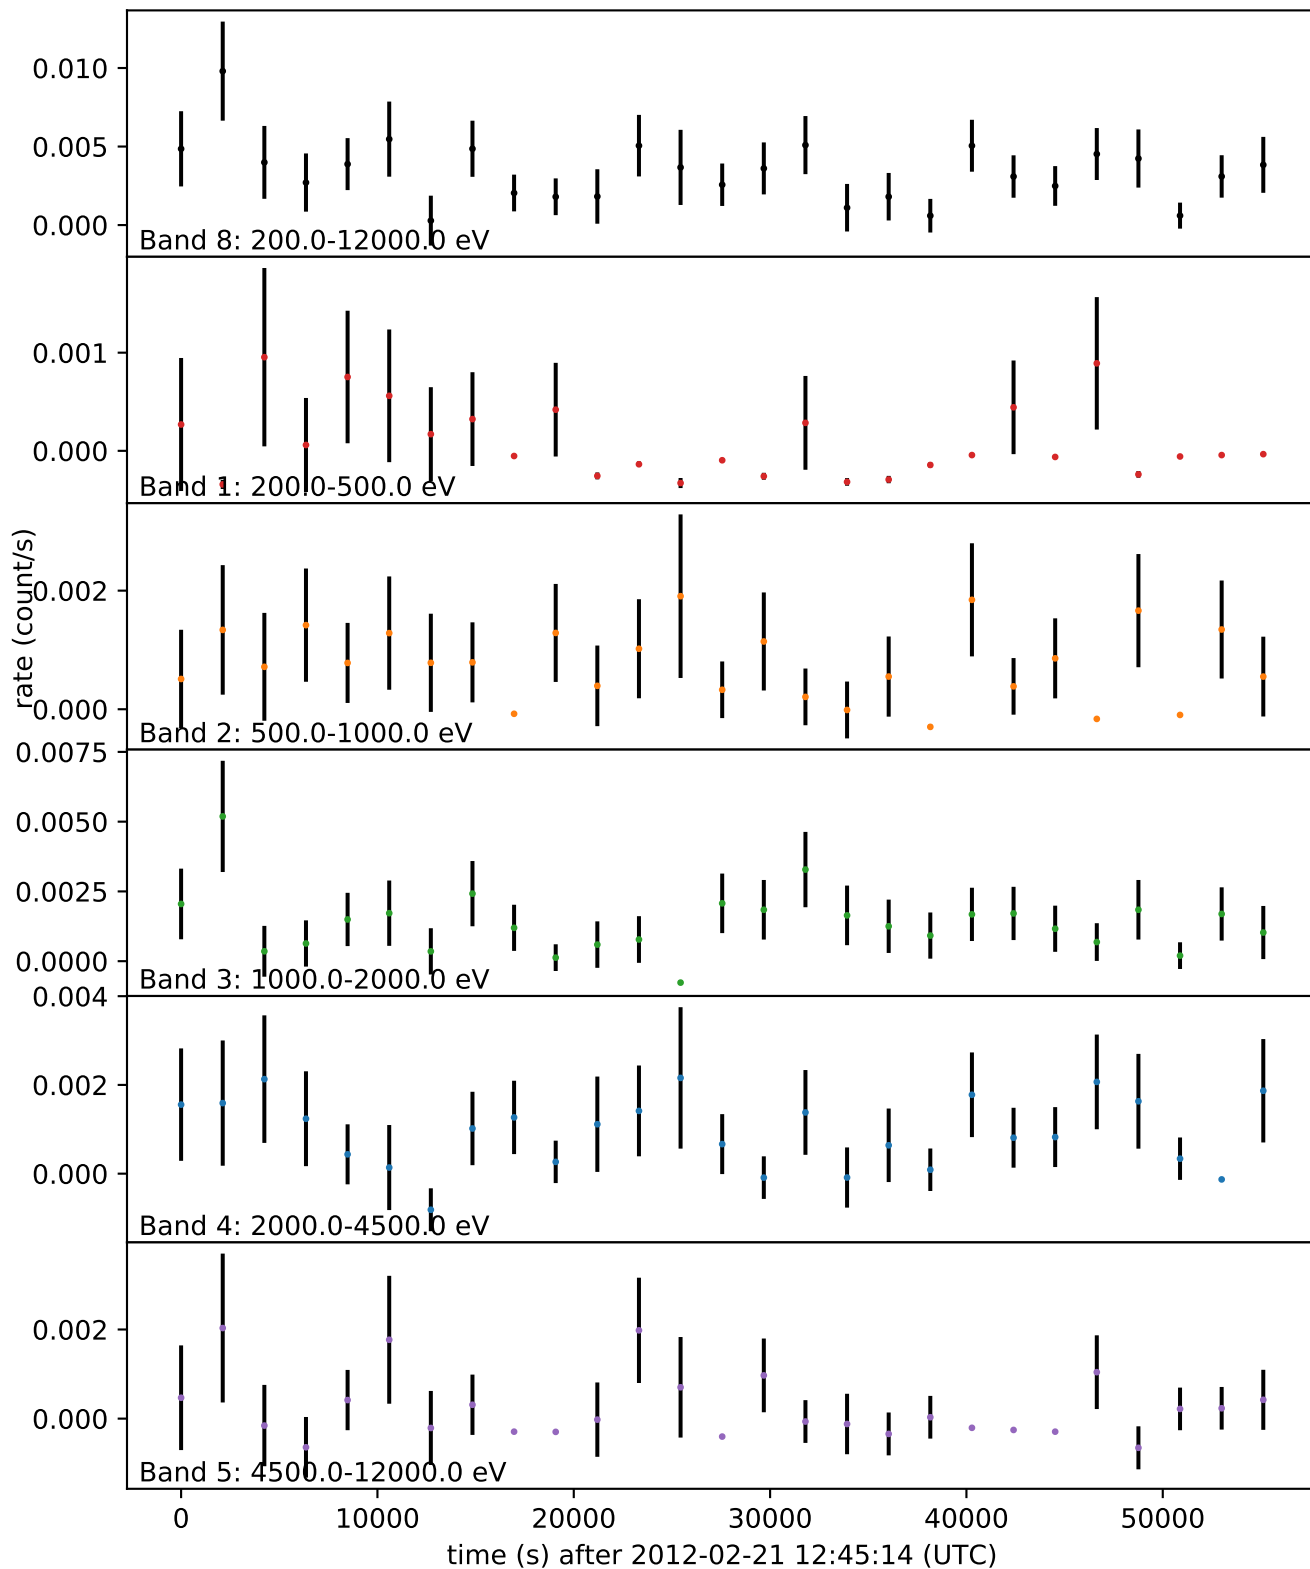 0.010
0.005
0.000
Band 8: 200.0-12000.0 eV
0.001
0.000
Band 1: 200.0-500.0 eV
rate (count/s)
0.002
0.000
Band 2: 500.0-1000.0 eV
0.0075
0.0050
0.0025
0.0000
Band 3: 1000.0-2000.0 eV
0.004
0.002
0.000
Band 4: 2000.0-4500.0 eV
0.002
0.000
Band 5: 4500.0-12000.0 eV
0 10000 20000 30000 40000 50000
time (s) after 2012-02-21 12:45:14 (UTC)